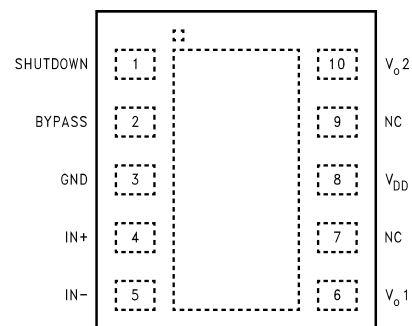 SHUTDOWN 1 10 Vo2
BYPASS 2 9 NC
GND 3 8 VDD
IN+ 4 7 NC
IN- 5 6 Vo1